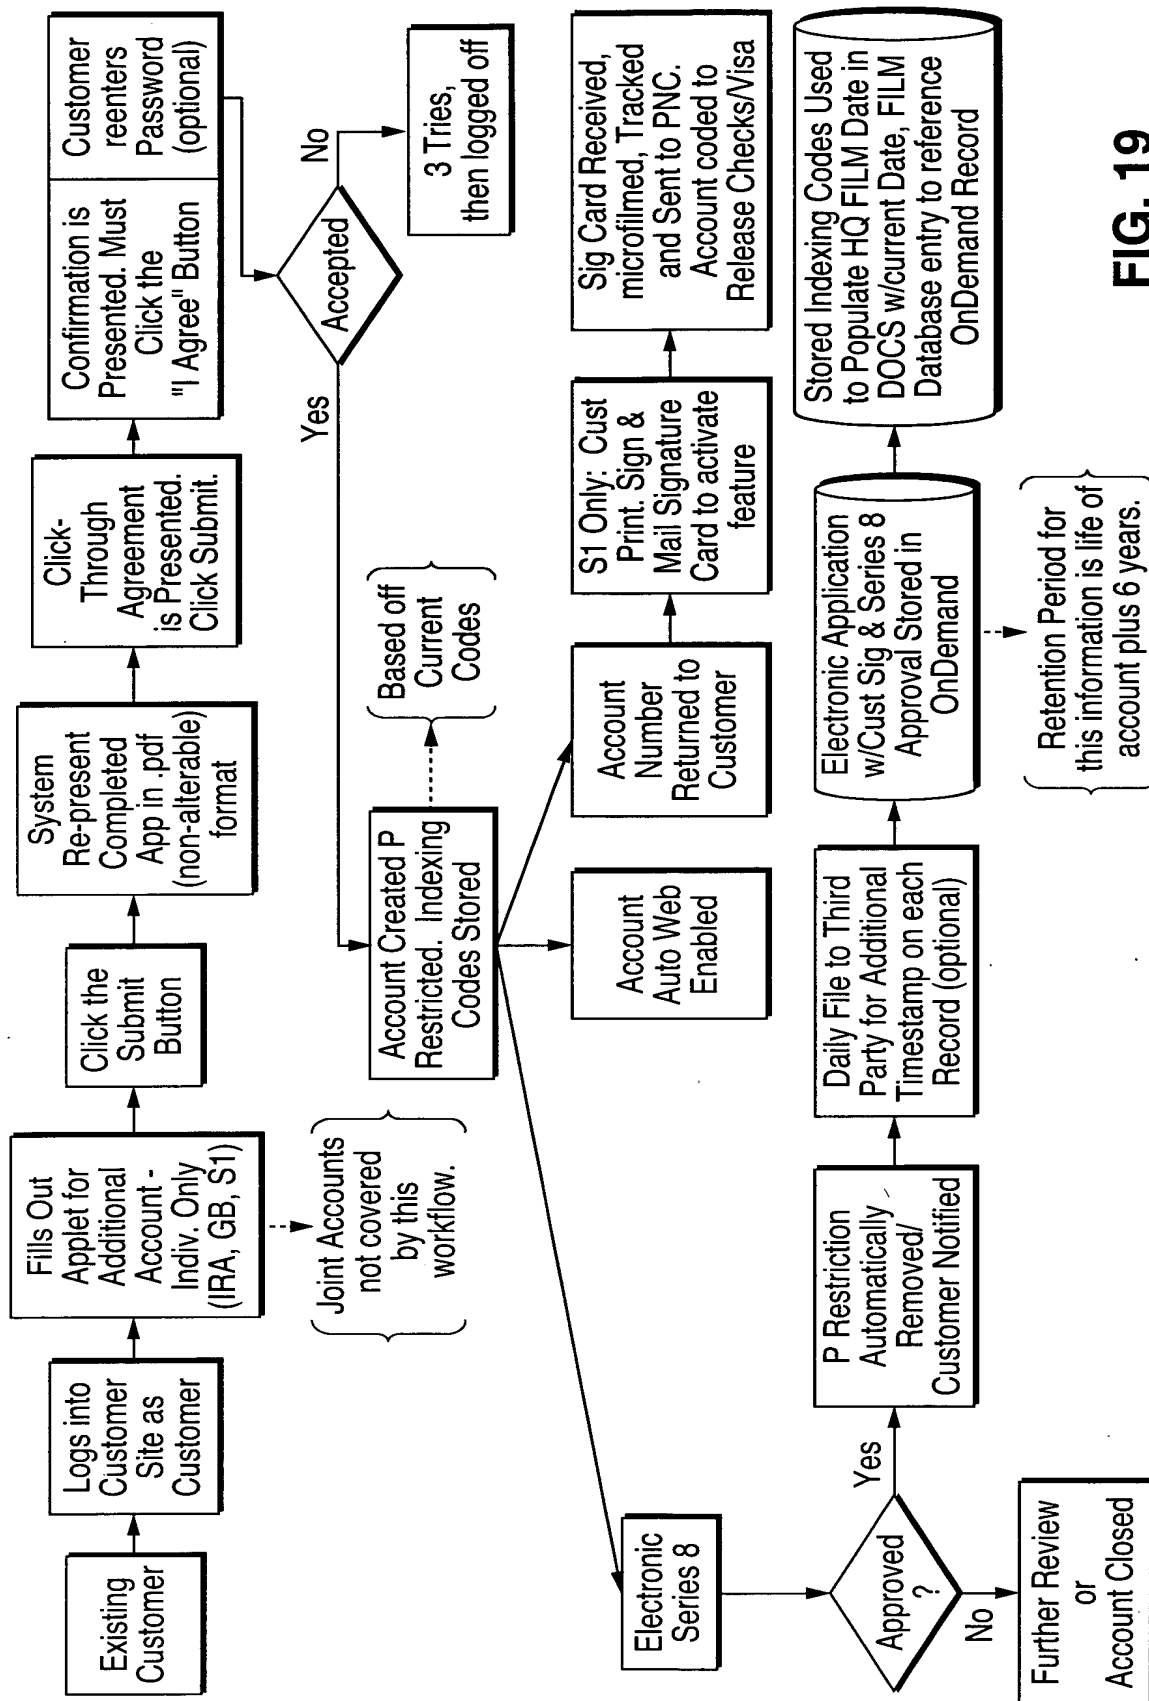 Existing
Customer
Logs into
Customer
Site as
Customer
Fills Out
Applet for
Additional
Account -
Indiv. Only
(IRA, GB, S1)
Joint Accounts
not covered
by this
workflow.
Click the
Submit
Button
System
Re-present
Completed
App in .pdf
(non-alterable)
format
Click-
Through
Agreement
is Presented.
Click Submit.
Confirmation is
Presented. Must
Click the
"I Agree" Button
Customer
reenters
Password
(optional)
Accepted
No
3 Tries,
then logged off
Yes
Account Created P
Restricted. Indexing
Codes Stored
Based off
Current
Codes
Account
Auto Web
Enabled
Account
Number
Returned to
Customer
S1 Only: Cust
Print. Sign &
Mail Signature
Card to activate
feature
Sig Card Received,
microfilmed, Tracked
and Sent to PNC.
Account coded to
Release Checks/Visa
Electronic
Series 8
Approved
?
No
Further Review
or
Account Closed
Yes
P Restriction
Automatically
Removed/
Customer Notified
Daily File to Third
Party for Additional
Timestamp on each
Record (optional)
Electronic Application
w/Cust Sig & Series 8
Approval Stored in
OnDemand
Retention Period for
this information is life of
account plus 6 years.
Stored Indexing Codes Used
to Populate HQ FILM Date in
DOCS w/current Date, FILM
Database entry to reference
OnDemand Record
FIG. 19